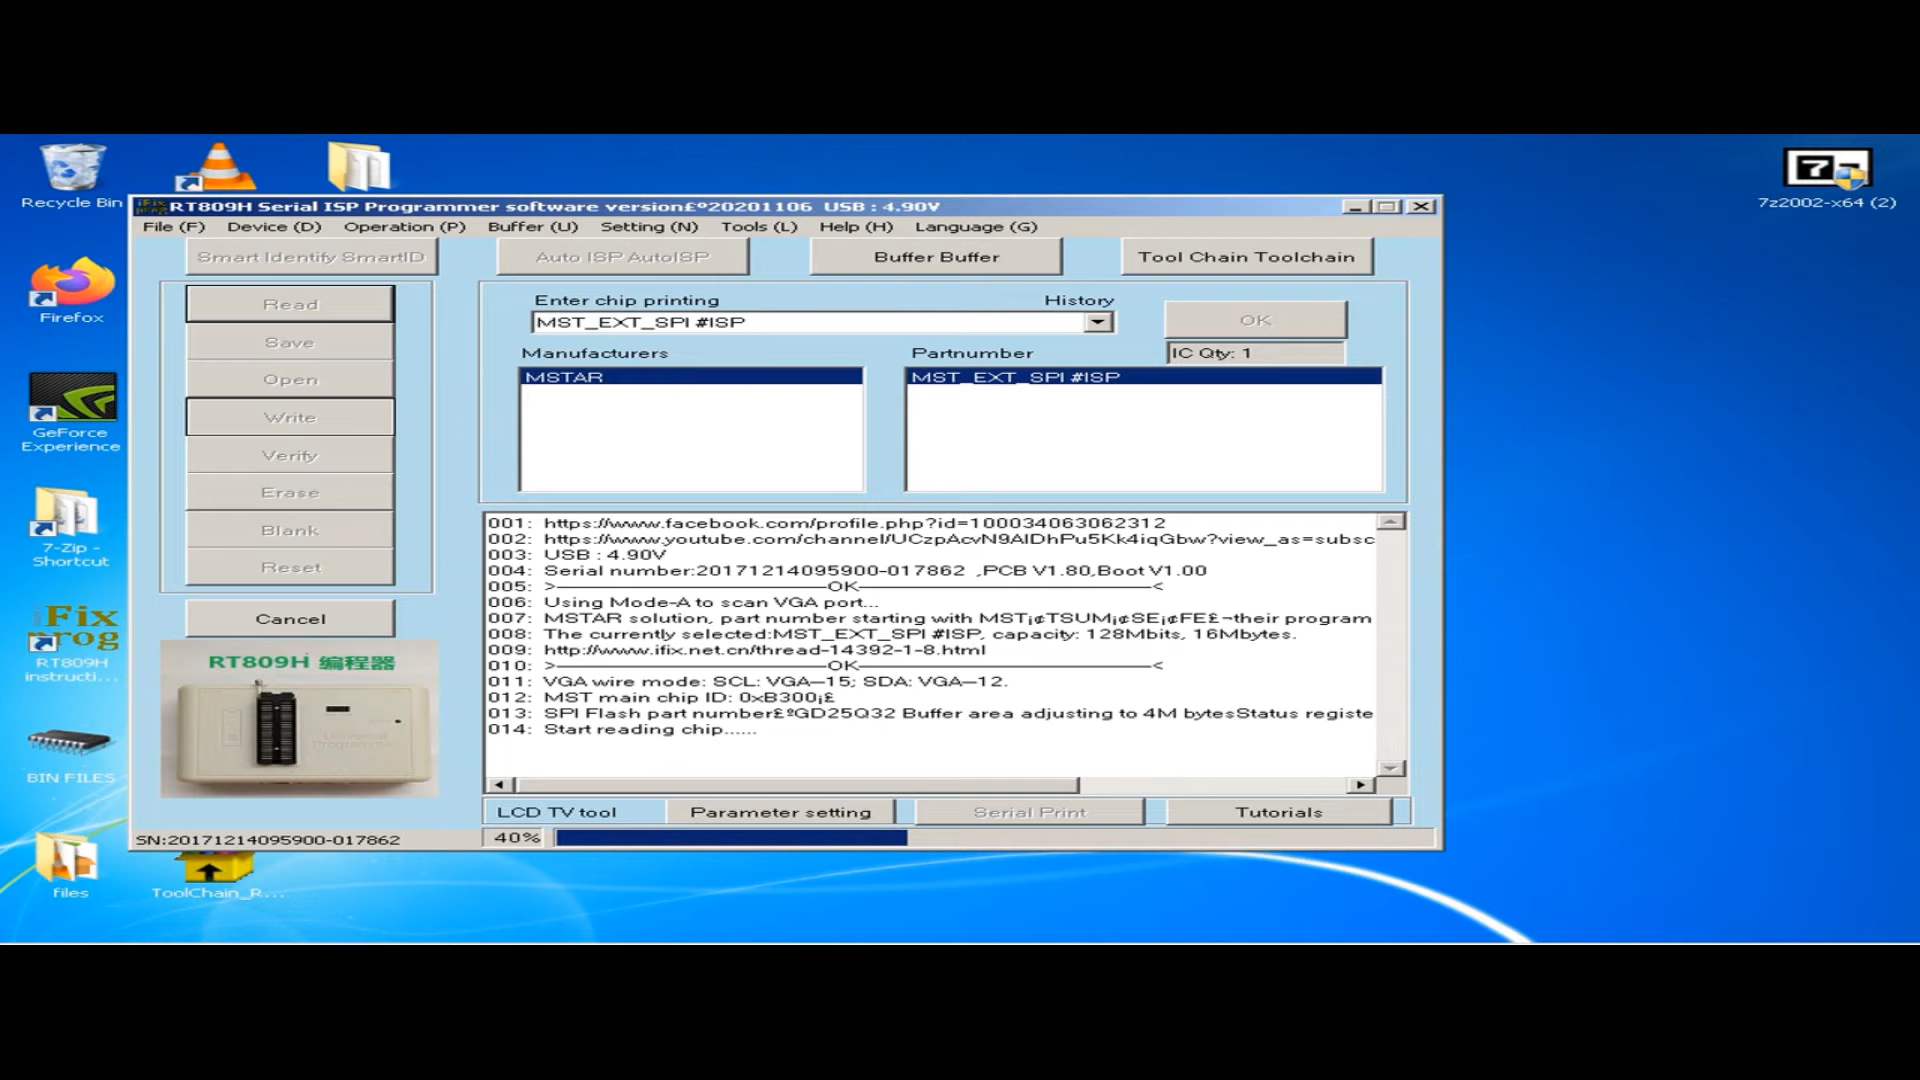 Recycle Bin
7z2002-x64 (2)
RT809H Serial ISP Programmer software version£º20201106 USB : 4.90V
File (F) Device (D) Operation (P) Buffer (U) Setting (N) Tools (L) Help (H) Language (G)
Smart Identify SmartID
Auto ISP AutoISP
Buffer Buffer
Tool Chain Toolchain
Firefox
GeForce
Experience
7-Zip -
Shortcut
iFix
prog
RT809H
instructi...
BIN FILES
files
ToolChain_R...
Read
Save
Open
Write
Verify
Erase
Blank
Reset
Cancel
RT809H 编程器
SN:20171214095900-017862
Enter chip printing
History
MST_EXT_SPI #ISP
OK
Manufacturers
Partnumber
IC Qty: 1
MSTAR
MST_EXT_SPI #ISP
001: https://www.facebook.com/profile.php?id=100034063062312
002: https://www.youtube.com/channel/UCzpAcvN9AIDhPu5Kk4iqGbw?view_as=subsc
003: USB : 4.90V
004: Serial number:20171214095900-017862 ,PCB V1.80,Boot V1.00
005: >————————————OK————————————<
006: Using Mode-A to scan VGA port...
007: MSTAR solution, part number starting with MST¡¢TSUM¡¢SE¡¢FE£¬their program
008: The currently selected:MST_EXT_SPI #ISP, capacity: 128Mbits, 16Mbytes.
009: http://www.ifix.net.cn/thread-14392-1-8.html
010: >————————————OK————————————<
011: VGA wire mode: SCL: VGA—15; SDA: VGA—12.
012: MST main chip ID: 0xB300¡£
013: SPI Flash part number£ºGD25Q32 Buffer area adjusting to 4M bytesStatus registe
014: Start reading chip......
LCD TV tool
Parameter setting
Serial Print
Tutorials
40%